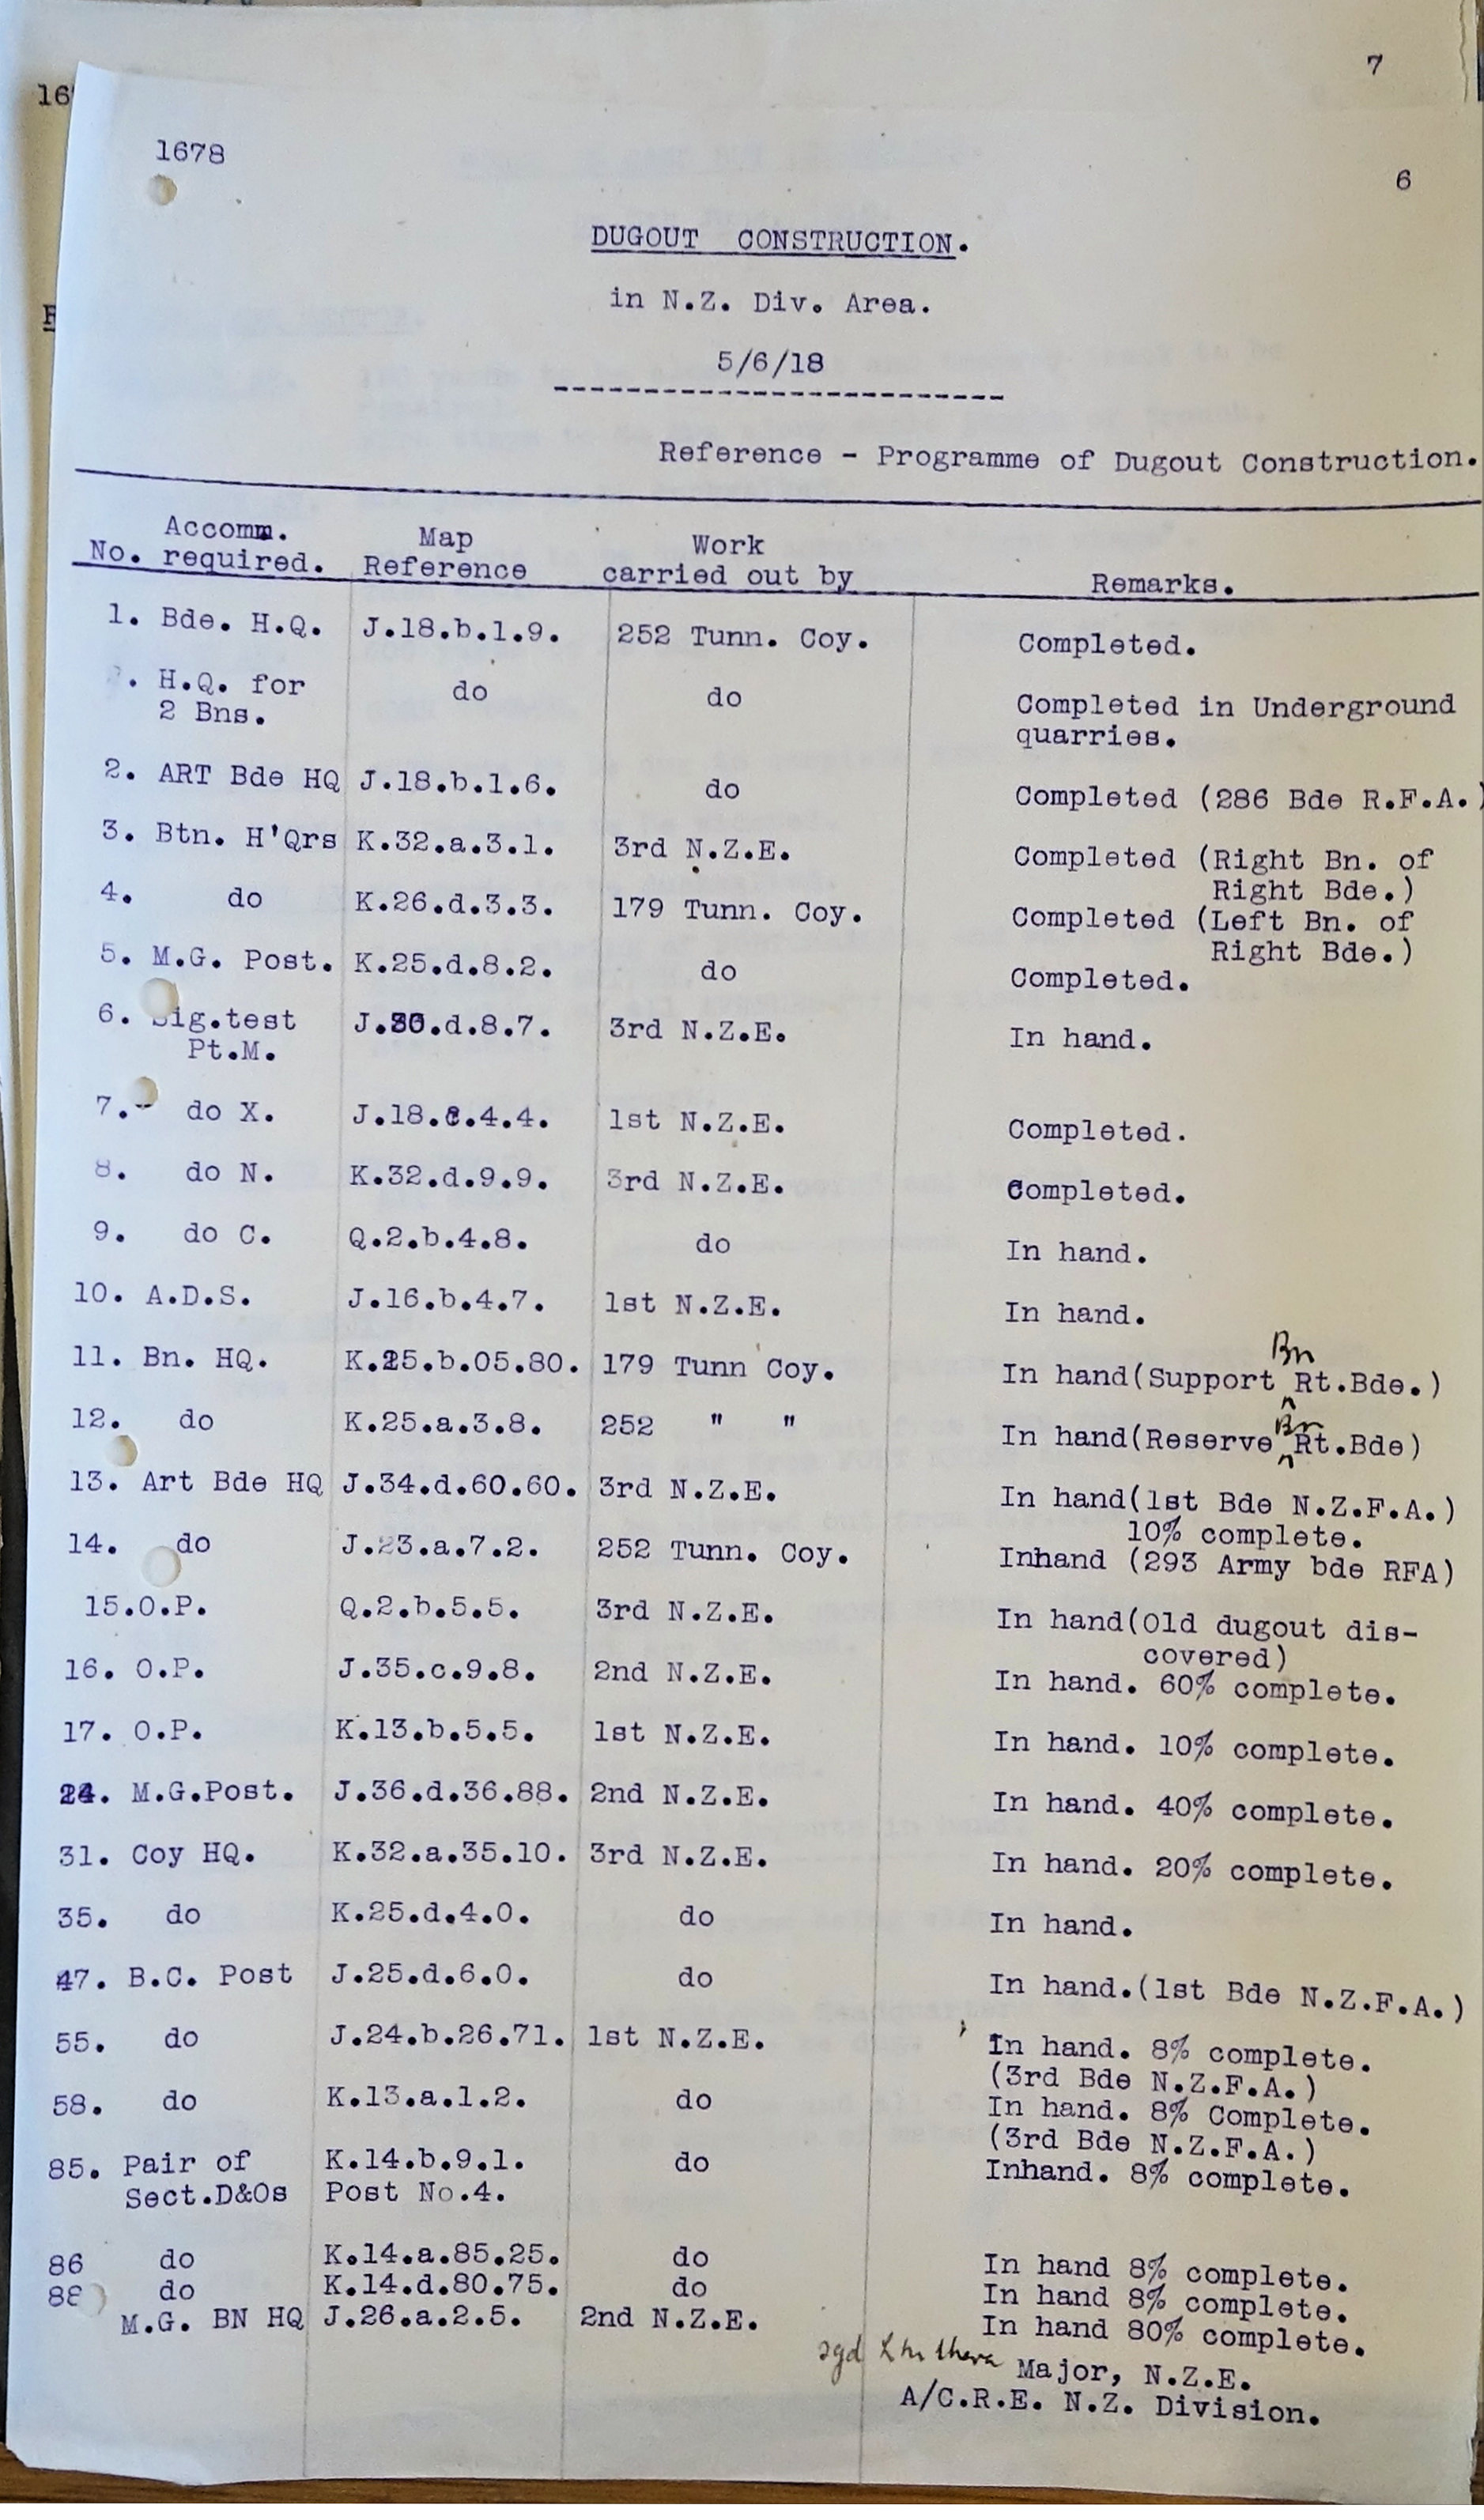 7
16
1678
6
DUGOUT CONSTRUCTION.
in N.Z. Div. Area.
5/6/18
-------------------------
Reference - Programme of Dugout Construction.
No. Accomm. required. Map Reference Work carried out by Remarks.
1. Bde. H.Q. J.18.b.1.9. 252 Tunn. Coy. Completed.
. H.Q. for do do Completed in Underground
2 Bns. quarries.
2. ART Bde HQ J.18.b.1.6. do Completed (286 Bde R.F.A.)
3. Btn. H'Qrs K.32.a.3.1. 3rd N.Z.E. Completed (Right Bn. of
Right Bde.)
4. do K.26.d.3.3. 179 Tunn. Coy. Completed (Left Bn. of
Right Bde.)
5. M.G. Post. K.25.d.8.2. do Completed.
6. Sig.test J.30.d.8.7. 3rd N.Z.E. In hand.
Pt.M.
7. do X. J.18.c.4.4. 1st N.Z.E. Completed.
8. do N. K.32.d.9.9. 3rd N.Z.E. Completed.
9. do C. Q.2.b.4.8. do In hand.
10. A.D.S. J.16.b.4.7. 1st N.Z.E. In hand.
11. Bn. HQ. K.25.b.05.80. 179 Tunn Coy. In hand(Support Bn Rt.Bde.)
12. do K.25.a.3.8. 252 " " In hand(Reserve Bn Rt.Bde)
13. Art Bde HQ J.34.d.60.60. 3rd N.Z.E. In hand(1st Bde N.Z.F.A.)
10% complete.
14. do J.23.a.7.2. 252 Tunn. Coy. Inhand (293 Army bde RFA)
15.O.P. Q.2.b.5.5. 3rd N.Z.E. In hand(Old dugout dis-
covered)
16. O.P. J.35.c.9.8. 2nd N.Z.E. In hand. 60% complete.
17. O.P. K.13.b.5.5. 1st N.Z.E. In hand. 10% complete.
24. M.G.Post. J.36.d.36.88. 2nd N.Z.E. In hand. 40% complete.
31. Coy HQ. K.32.a.35.10. 3rd N.Z.E. In hand. 20% complete.
35. do K.25.d.4.0. do In hand.
47. B.C. Post J.25.d.6.0. do In hand.(1st Bde N.Z.F.A.)
55. do J.24.b.26.71. 1st N.Z.E. In hand. 8% complete.
(3rd Bde N.Z.F.A.)
58. do K.13.a.1.2. do In hand. 8% Complete.
(3rd Bde N.Z.F.A.)
85. Pair of K.14.b.9.1. do Inhand. 8% complete.
Sect.D&Os Post No.4.
86 do K.14.a.85.25. do In hand 8% complete.
88 do K.14.d.80.75. do In hand 8% complete.
M.G. BN HQ J.26.a.2.5. 2nd N.Z.E. In hand 80% complete.
sgd Major, N.Z.E.
A/C.R.E. N.Z. Division.